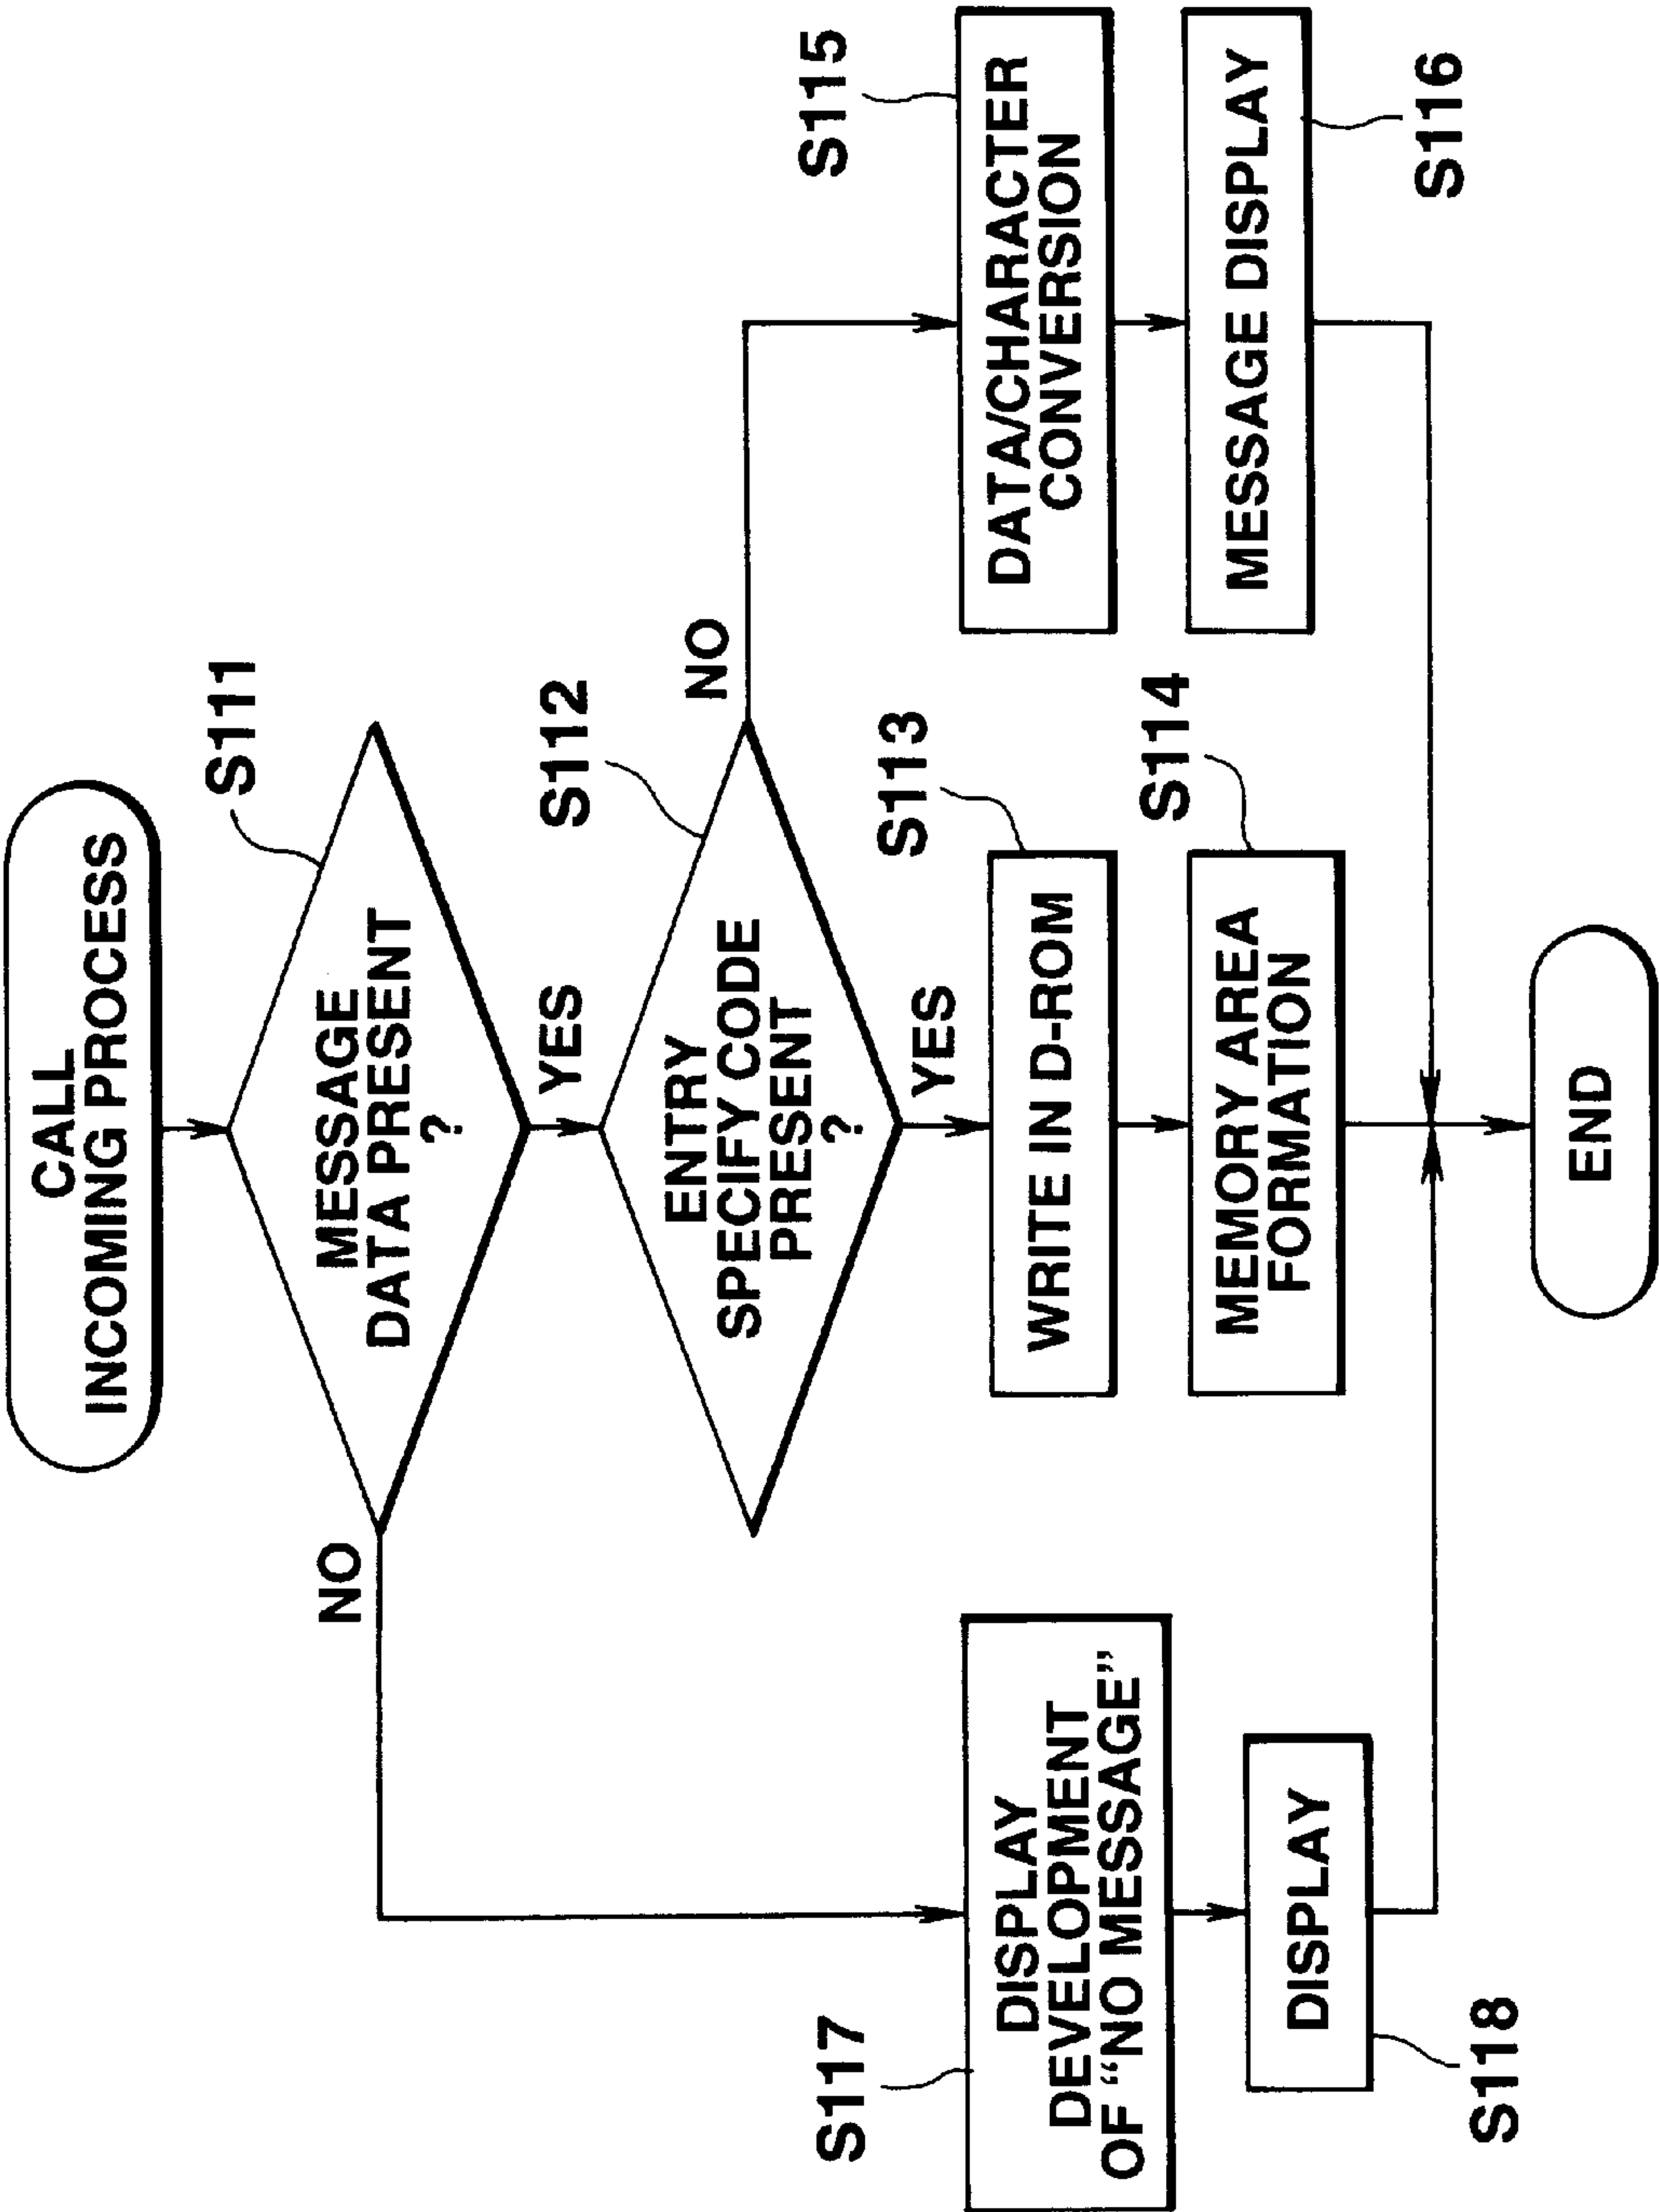 CALL
INCOMING PROCESS
S111
MESSAGE
DATA PRESENT
?
NO
YES
S112
ENTRY
SPECIFY CODE
PRESENT
?
NO
YES
S113
WRITE IN D-ROM
S114
MEMORY AREA
FORMATION
S115
DATA/CHARACTER
CONVERSION
MESSAGE DISPLAY
S116
S117
DISPLAY
DEVELOPMENT
OF “NO MESSAGE”
DISPLAY
S118
END